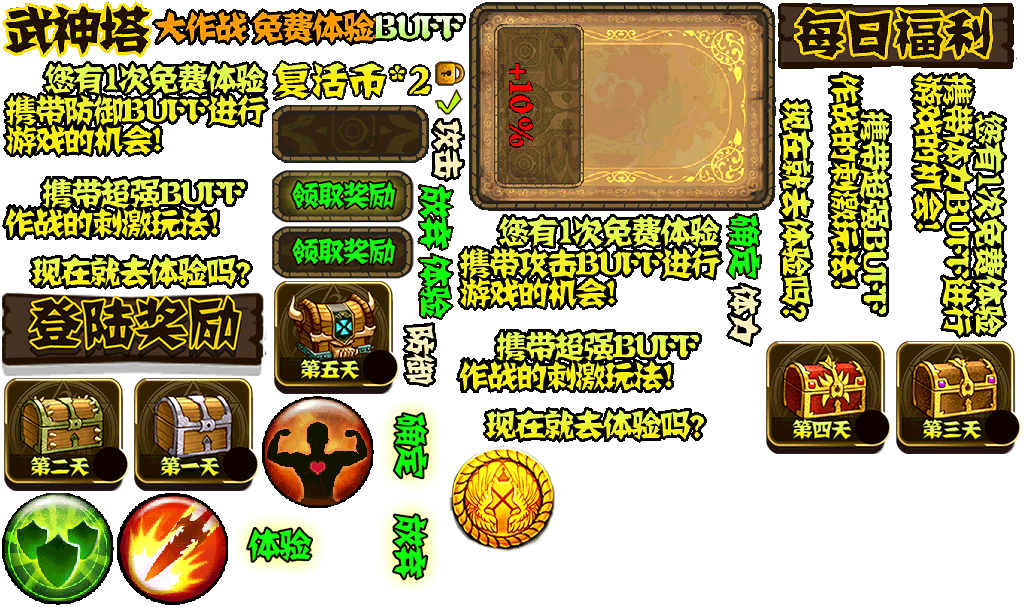 武神塔
大作战 免费体验BUFF
您有1次免费体验
携带防御BUFF进行
游戏的机会!
携带超强BUFF
作战的刺激玩法!
现在就去体验吗?
登陆奖励
第二天
第一天
复活币*2
领取奖励
领取奖励
第五天
攻击
放弃
体验
防御
确定
放弃
体验
+10%
您有1次免费体验
携带攻击BUFF进行
游戏的机会!
携带超强BUFF
作战的刺激玩法!
现在就去体验吗?
确定
体力
每日福利
您有1次免费体验
携带体力BUFF进行
游戏的机会!
携带超强BUFF
作战的刺激玩法!
现在就去体验吗?
第四天
第三天